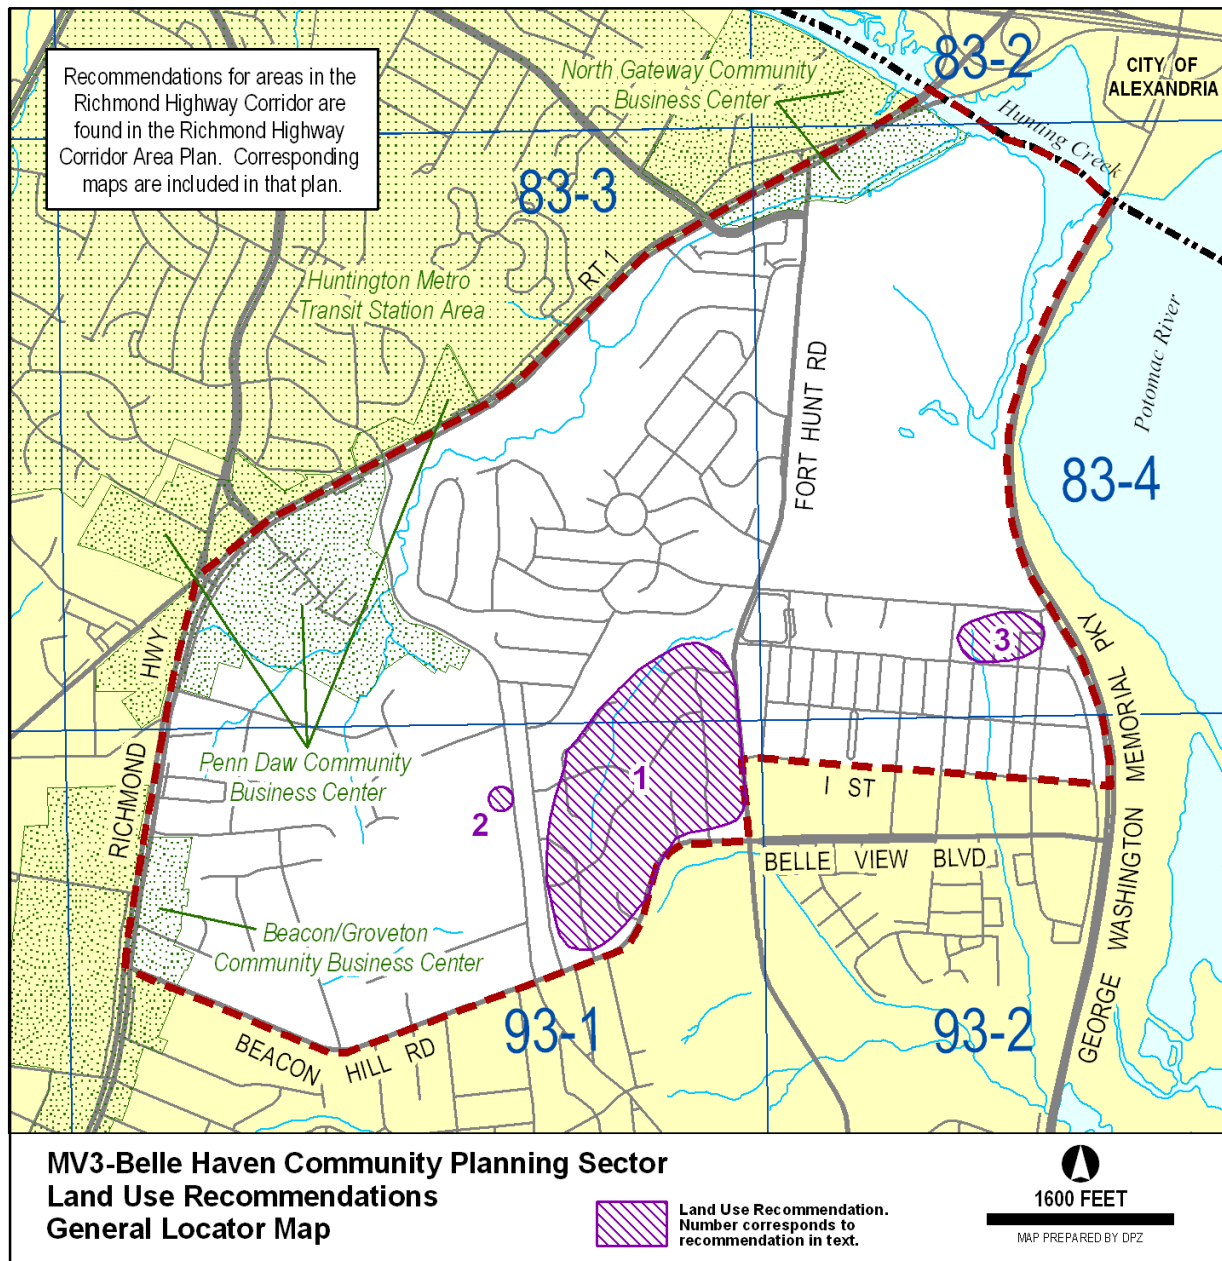 Recommendations for areas in the
Richmond Highway Corridor are
found in the Richmond Highway
Corridor Area Plan. Corresponding
maps are included in that plan.
North Gateway Community
Business Center
83-2
CITY OF
ALEXANDRIA
Hunting Creek
83-3
Huntington Metro
Transit Station Area
RT 1
Potomac River
FORT HUNT RD
83-4
RICHMOND HWY
Penn Daw Community
Business Center
1
2
3
I ST
BELLE VIEW BLVD
GEORGE WASHINGTON MEMORIAL PKY
Beacon/Groveton
Community Business Center
BEACON HILL RD
93-1
93-2
MV3-Belle Haven Community Planning Sector
Land Use Recommendations
General Locator Map
Land Use Recommendation.
Number corresponds to
recommendation in text.
1600 FEET
MAP PREPARED BY DPZ